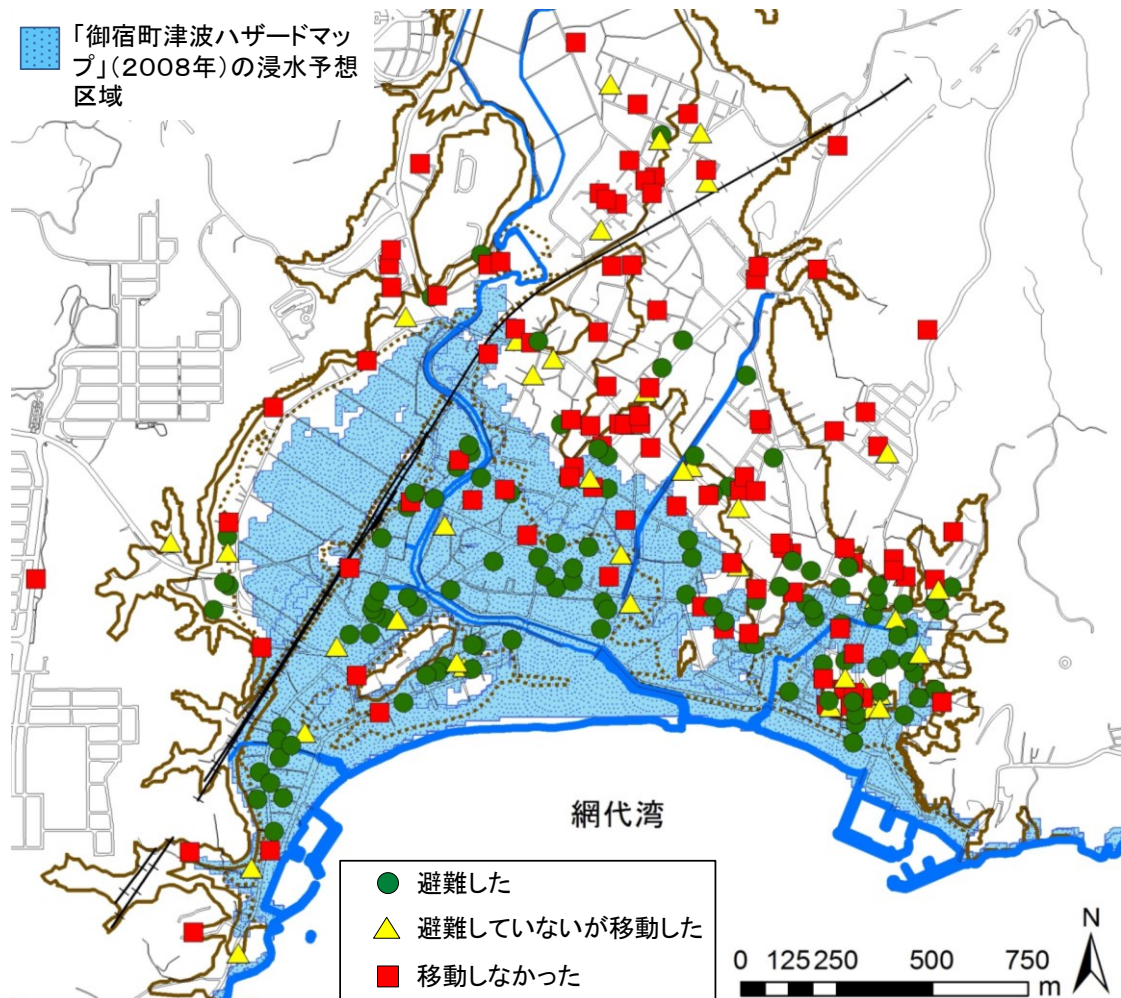 「御宿町津波ハザードマッ
プ」(2008年)の浸水予想
区域
網代湾
避難した
避難していないが移動した
移動しなかった
N
0 125 250 500 750
m